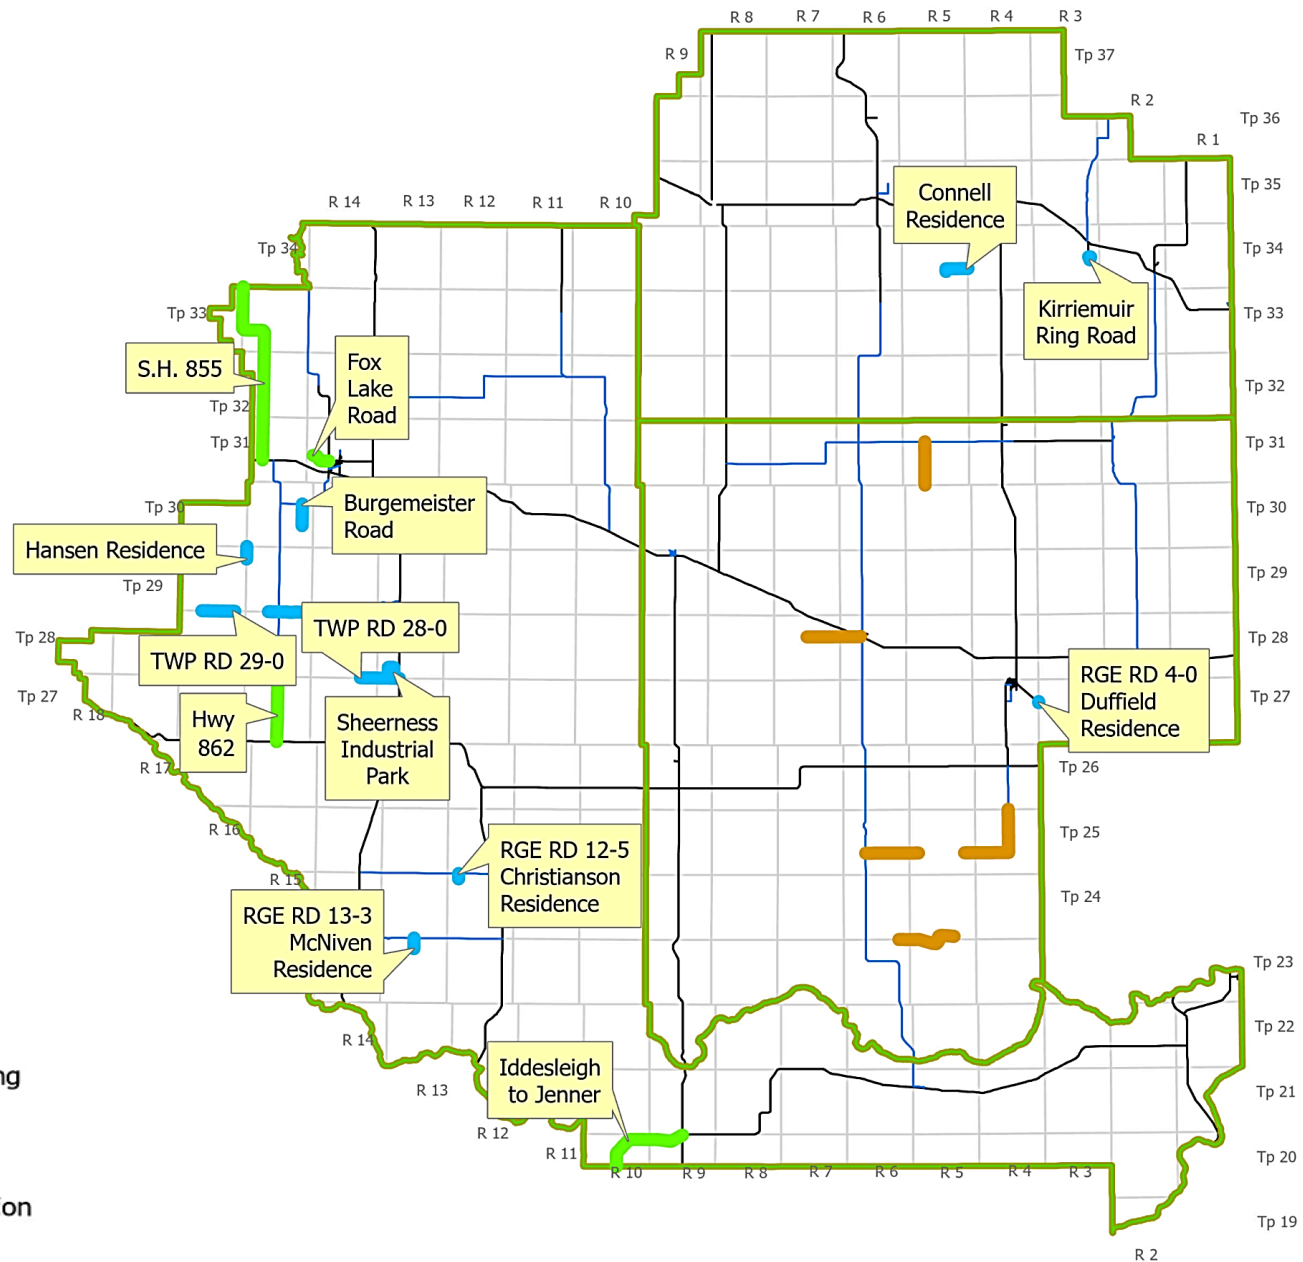 R 8
R 7
R 6
R 5
R 4
R 3
R 9
Tp 37
R 2
Tp 36
R 1
Tp 35
R 14
R 13
R 12
R 11
R 10
Connell
Residence
Tp 34
Tp 34
Tp 33
Kirriemuir
Ring Road
Tp 33
S.H. 855
Fox
Lake
Road
Tp 32
Tp 32
Tp 31
Tp 31
Tp 30
Burgemeister
Road
Tp 30
Hansen Residence
Tp 29
Tp 29
TWP RD 28-0
Tp 28
Tp 28
TWP RD 29-0
Tp 27
RGE RD 4-0
Duffield
Residence
Tp 27
R 18
Hwy
862
Sheerness
Industrial
Park
R 17
Tp 26
R 16
Tp 25
RGE RD 12-5
Christianson
Residence
R 15
Tp 24
RGE RD 13-3
McNiven
Residence
Tp 23
R 14
Tp 22
ng
Iddesleigh
to Jenner
R 13
Tp 21
R 12
R 11
Tp 20
R 10
R 9
R 8
R 7
R 6
R 5
R 4
R 3
on
Tp 19
R 2